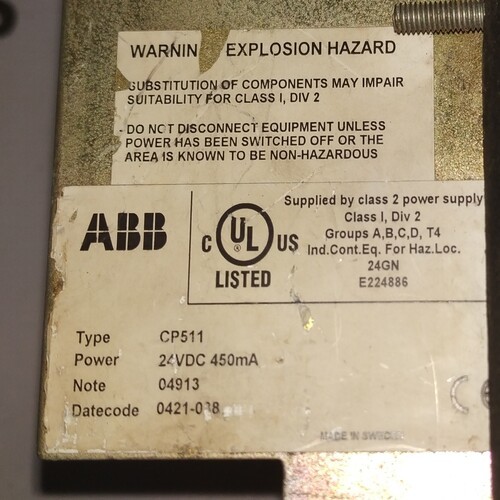 WARNIN EXPLOSION HAZARD
SUBSTITUTION OF COMPONENTS MAY IMPAIR
SUITABILITY FOR CLASS I, DIV 2
- DO NOT DISCONNECT EQUIPMENT UNLESS
POWER HAS BEEN SWITCHED OFF OR THE
AREA IS KNOWN TO BE NON-HAZARDOUS
ABB
C UL ® US
LISTED
Supplied by class 2 power supply
Class I, Div 2
Groups A,B,C,D, T4
Ind.Cont.Eq. For Haz.Loc.
24GN
E224886
Type CP511
Power 24VDC 450mA
Note 04913
Datecode
CE
MADE IN SWEDEN